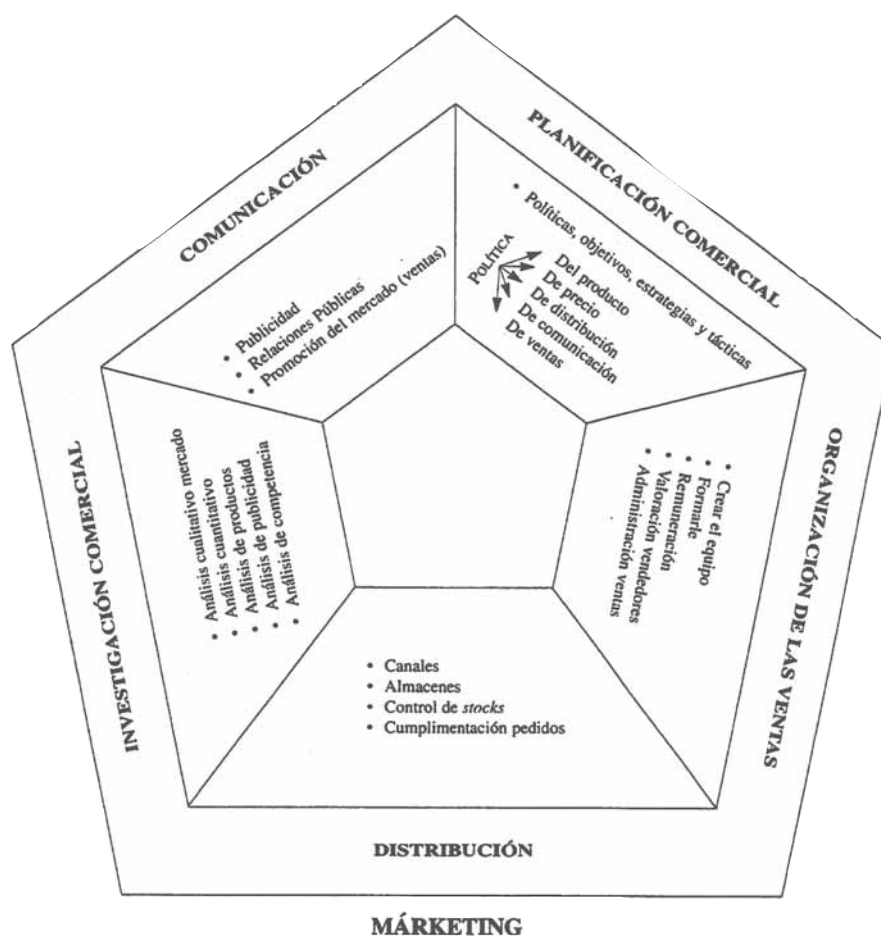 COMUNICACIÓN
• Publicidad
• Relaciones Públicas
• Promoción del mercado (ventas)
PLANIFICACIÓN COMERCIAL
• Políticas, objetivos, estrategias y tácticas
POLÍTICA
Del producto
De precio
De distribución
De comunicación
De ventas
ORGANIZACIÓN DE LAS VENTAS
• Crear el equipo
• Formarle
• Remuneración
• Valoración vendedores
• Administración ventas
INVESTIGACIÓN COMERCIAL
• Análisis cualitativo mercado
• Análisis cuantitativo
• Análisis de productos
• Análisis de publicidad
• Análisis de competencia
• Canales
• Almacenes
• Control de stocks
• Cumplimentación pedidos
DISTRIBUCIÓN
MÁRKETING